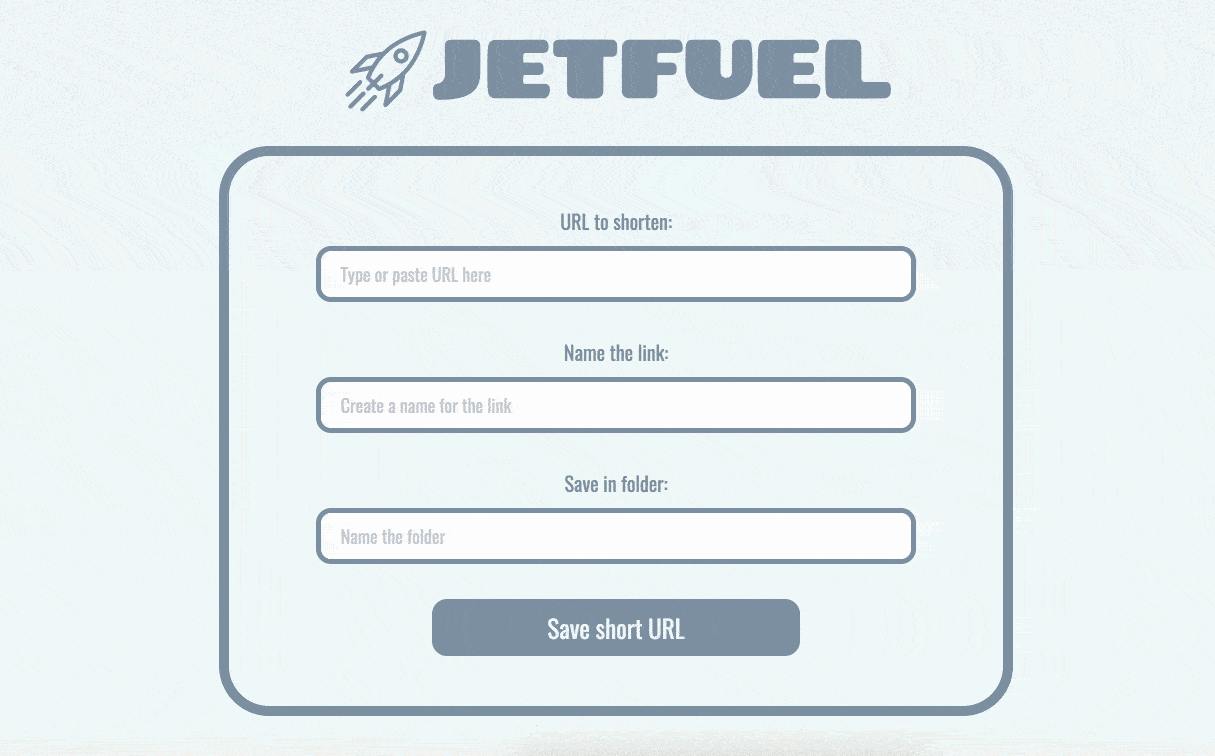 JETFUEL
URL to shorten:
Type or paste URL here
Name the link:
Create a name for the link
Save in folder:
Name the folder
Save short URL